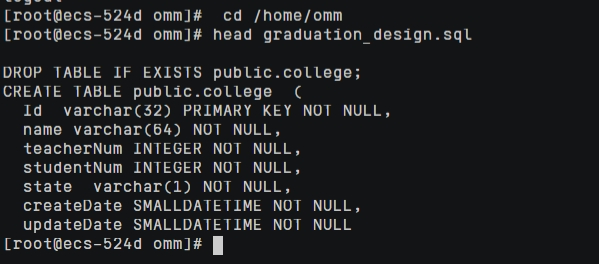 logout
[root@ecs-524d omm]#  cd /home/omm
[root@ecs-524d omm]# head graduation_design.sql

DROP TABLE IF EXISTS public.college;
CREATE TABLE public.college  (
  Id  varchar(32) PRIMARY KEY NOT NULL,
  name varchar(64) NOT NULL,
  teacherNum INTEGER NOT NULL,
  studentNum INTEGER NOT NULL,
  state  varchar(1) NOT NULL,
  createDate SMALLDATETIME NOT NULL,
  updateDate SMALLDATETIME NOT NULL
[root@ecs-524d omm]#